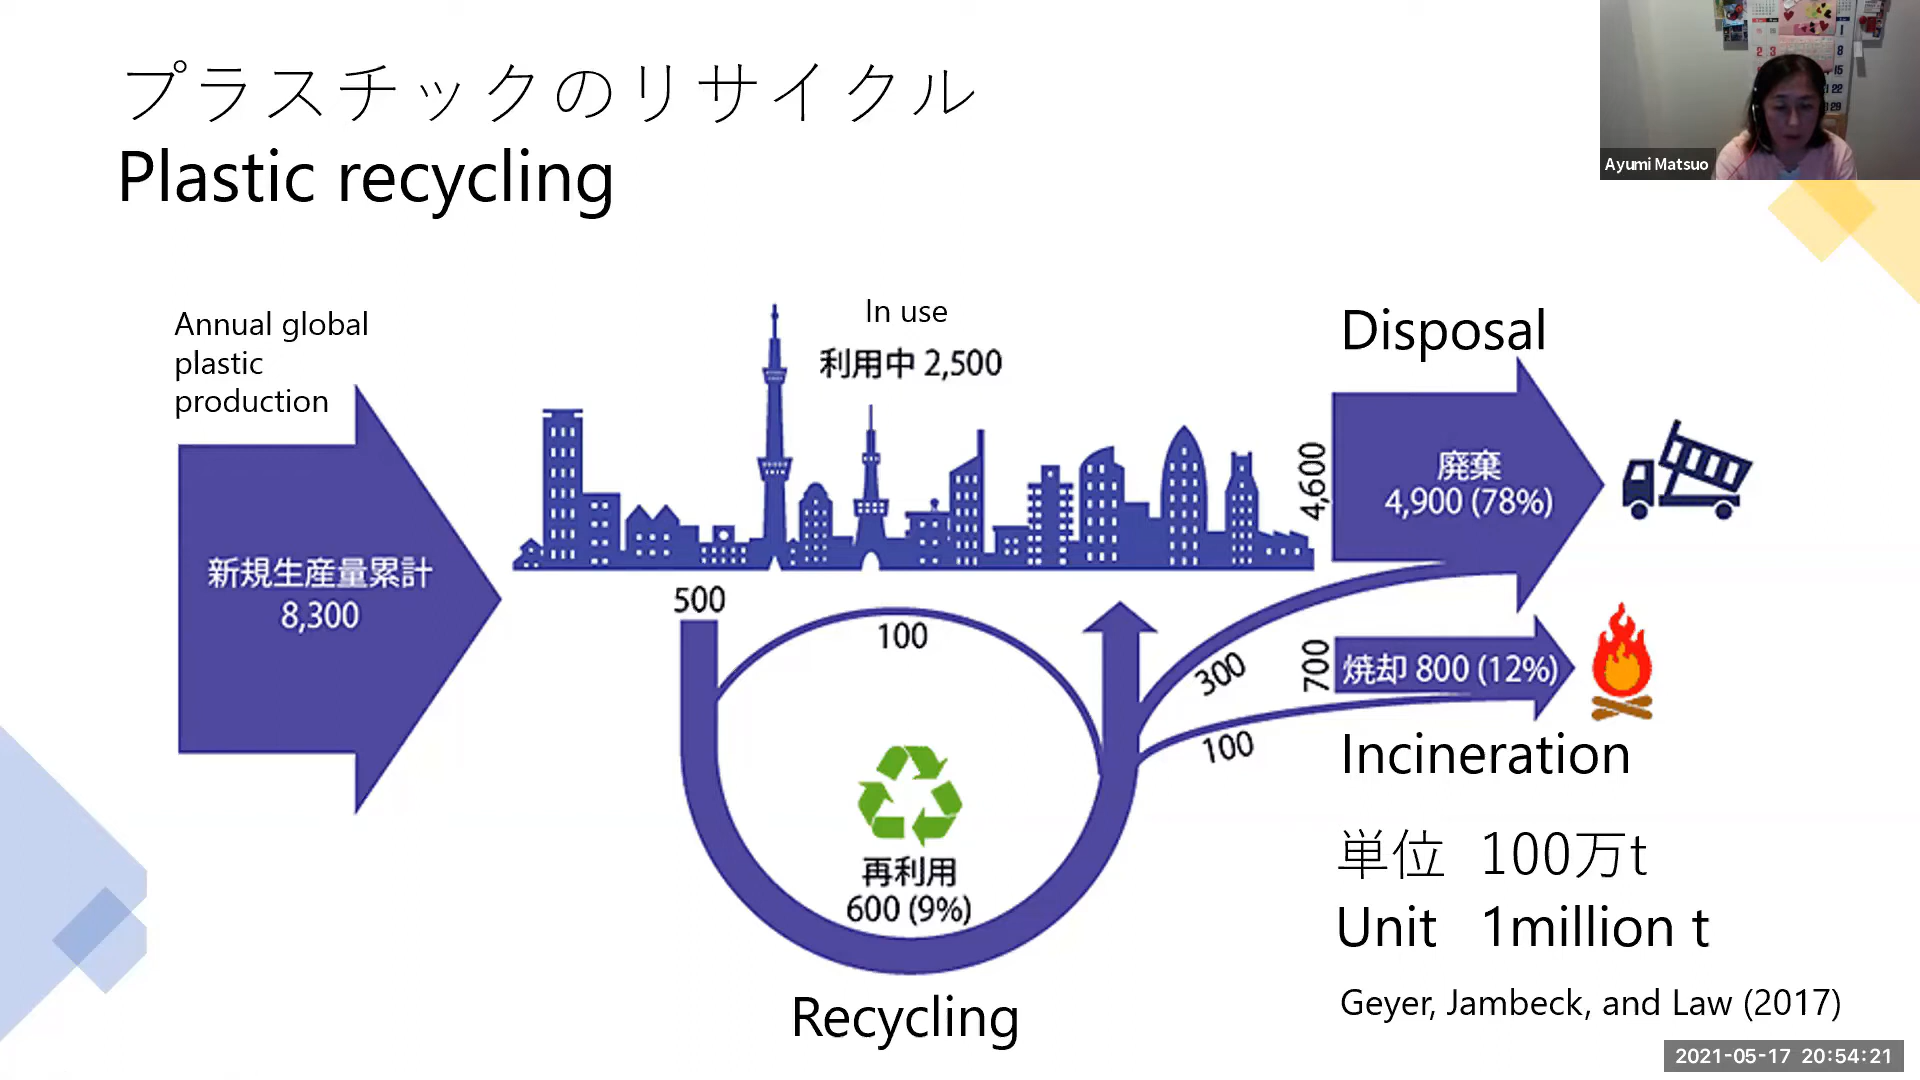 プラスチックのリサイクル
Plastic recycling
Ayumi Matsuo
Annual global
plastic
production
新規生産量累計
8,300
In use
利用中 2,500
500
100
再利用
600 (9%)
Recycling
300
100
Disposal
4,600
廃棄
4,900 (78%)
700
焼却 800 (12%)
Incineration
単位 100万t
Unit 1million t
Geyer, Jambeck, and Law (2017)
2021-05-17 20:54:21